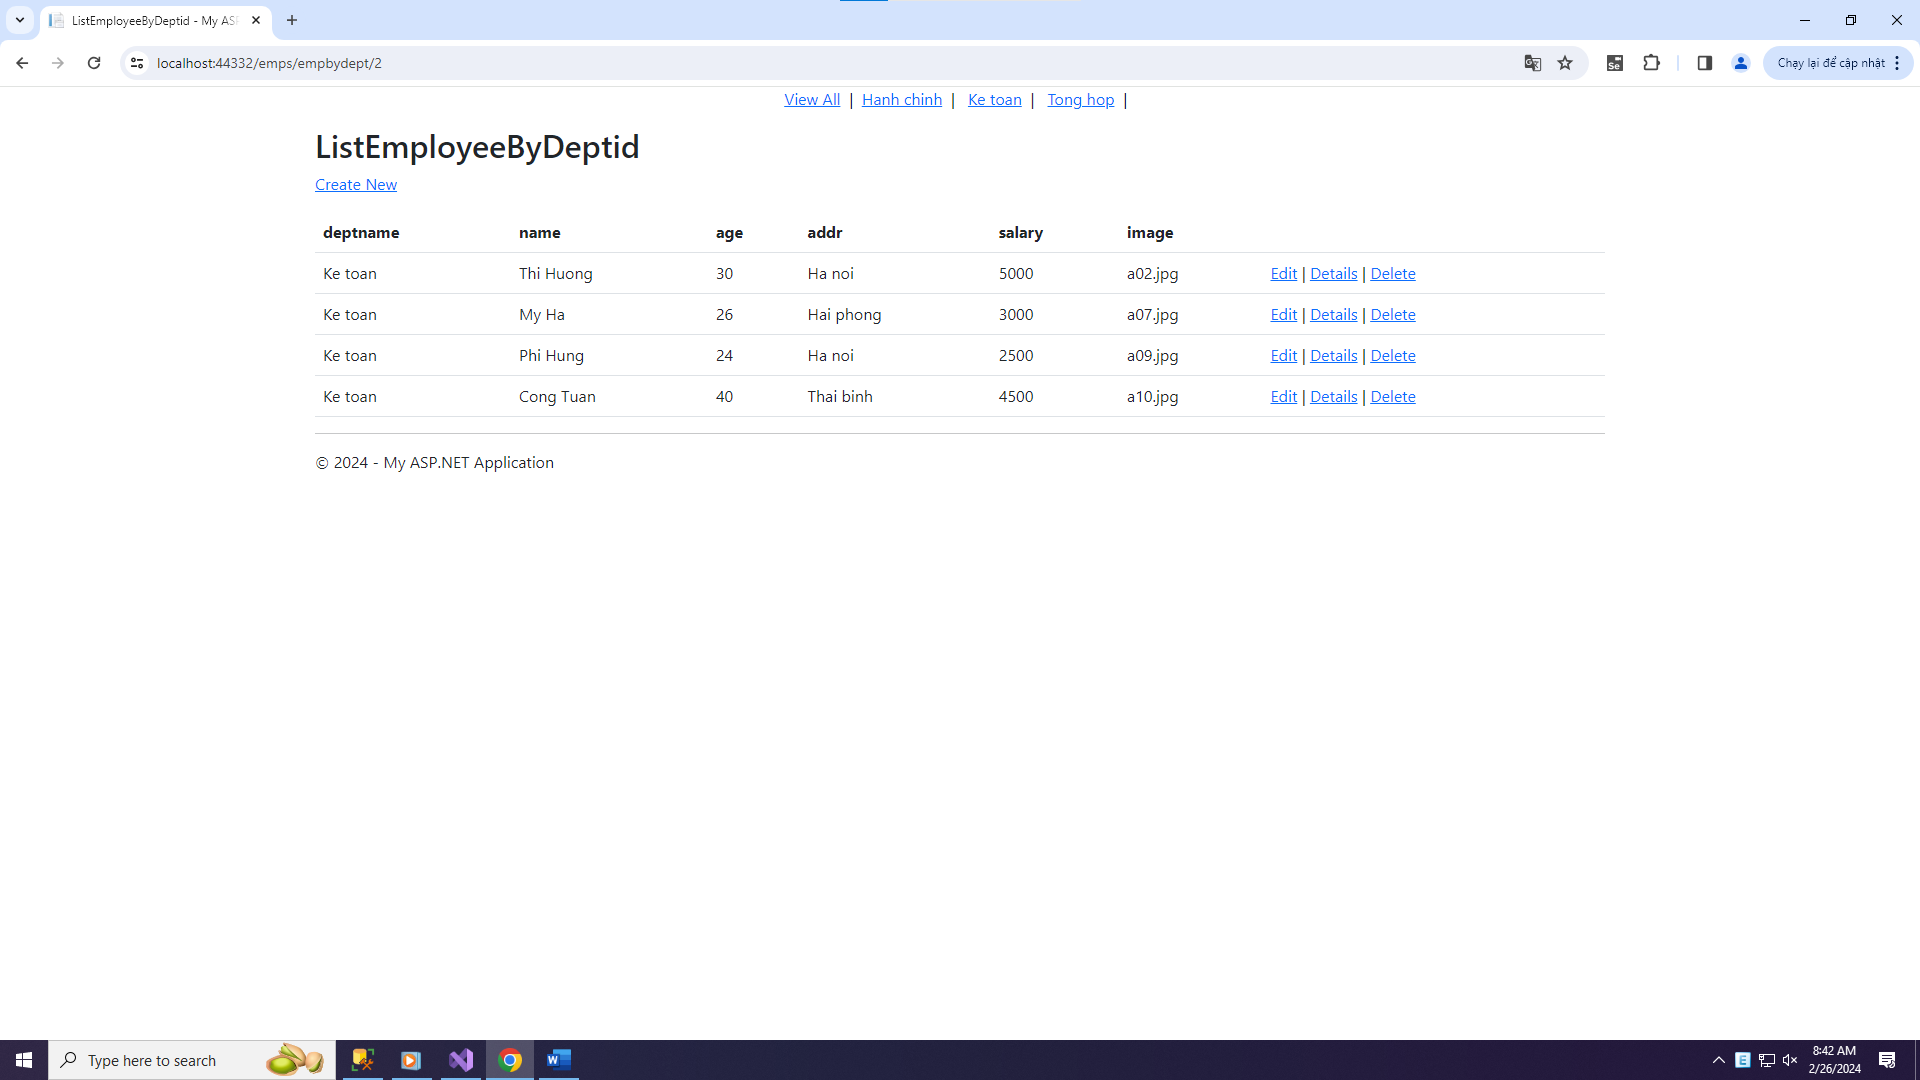 ListEmployeeByDeptid - My AS
localhost:44332/emps/empbydept/2
Chạy lại để cập nhật
View All | Hanh chinh | Ke toan | Tong hop |
ListEmployeeByDeptid
Create New
deptname name age addr salary image
Ke toan Thi Huong 30 Ha noi 5000 a02.jpg Edit | Details | Delete
Ke toan My Ha 26 Hai phong 3000 a07.jpg Edit | Details | Delete
Ke toan Phi Hung 24 Ha noi 2500 a09.jpg Edit | Details | Delete
Ke toan Cong Tuan 40 Thai binh 4500 a10.jpg Edit | Details | Delete
© 2024 - My ASP.NET Application
Type here to search
8:42 AM
2/26/2024